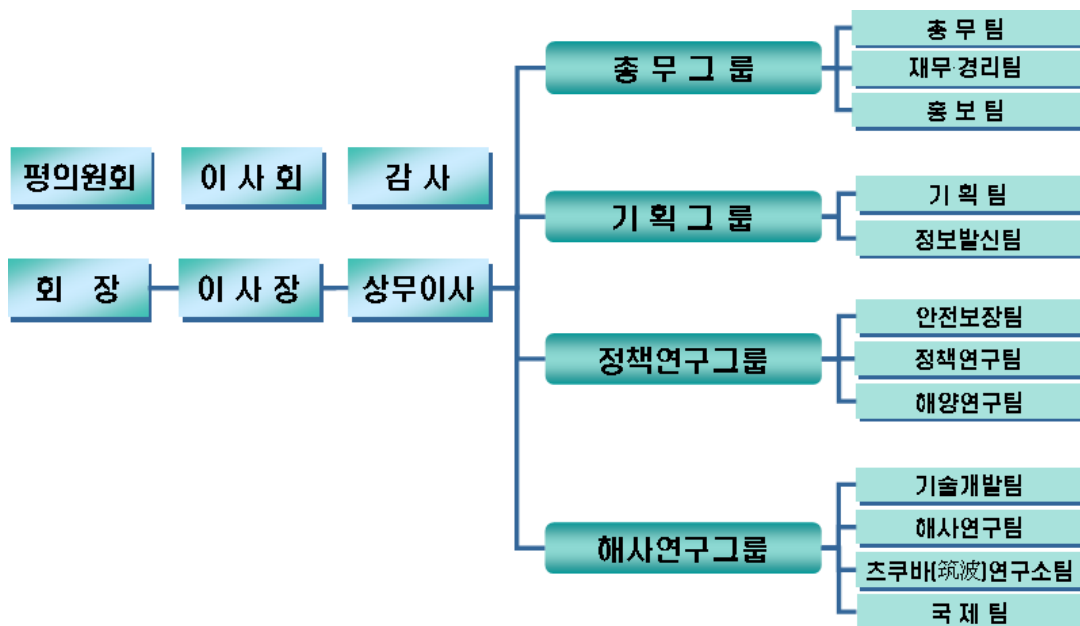 평의원회
이 사 회
감 사
회 장
이 사 장
상무이사
총 무 그 룹
총 무 팀
재무·경리팀
홍 보 팀
기 획 그 룹
기 획 팀
정보발신팀
정책연구그룹
안전보장팀
정책연구팀
해양연구팀
해사연구그룹
기술개발팀
해사연구팀
츠쿠바(筑波)연구소팀
국 제 팀